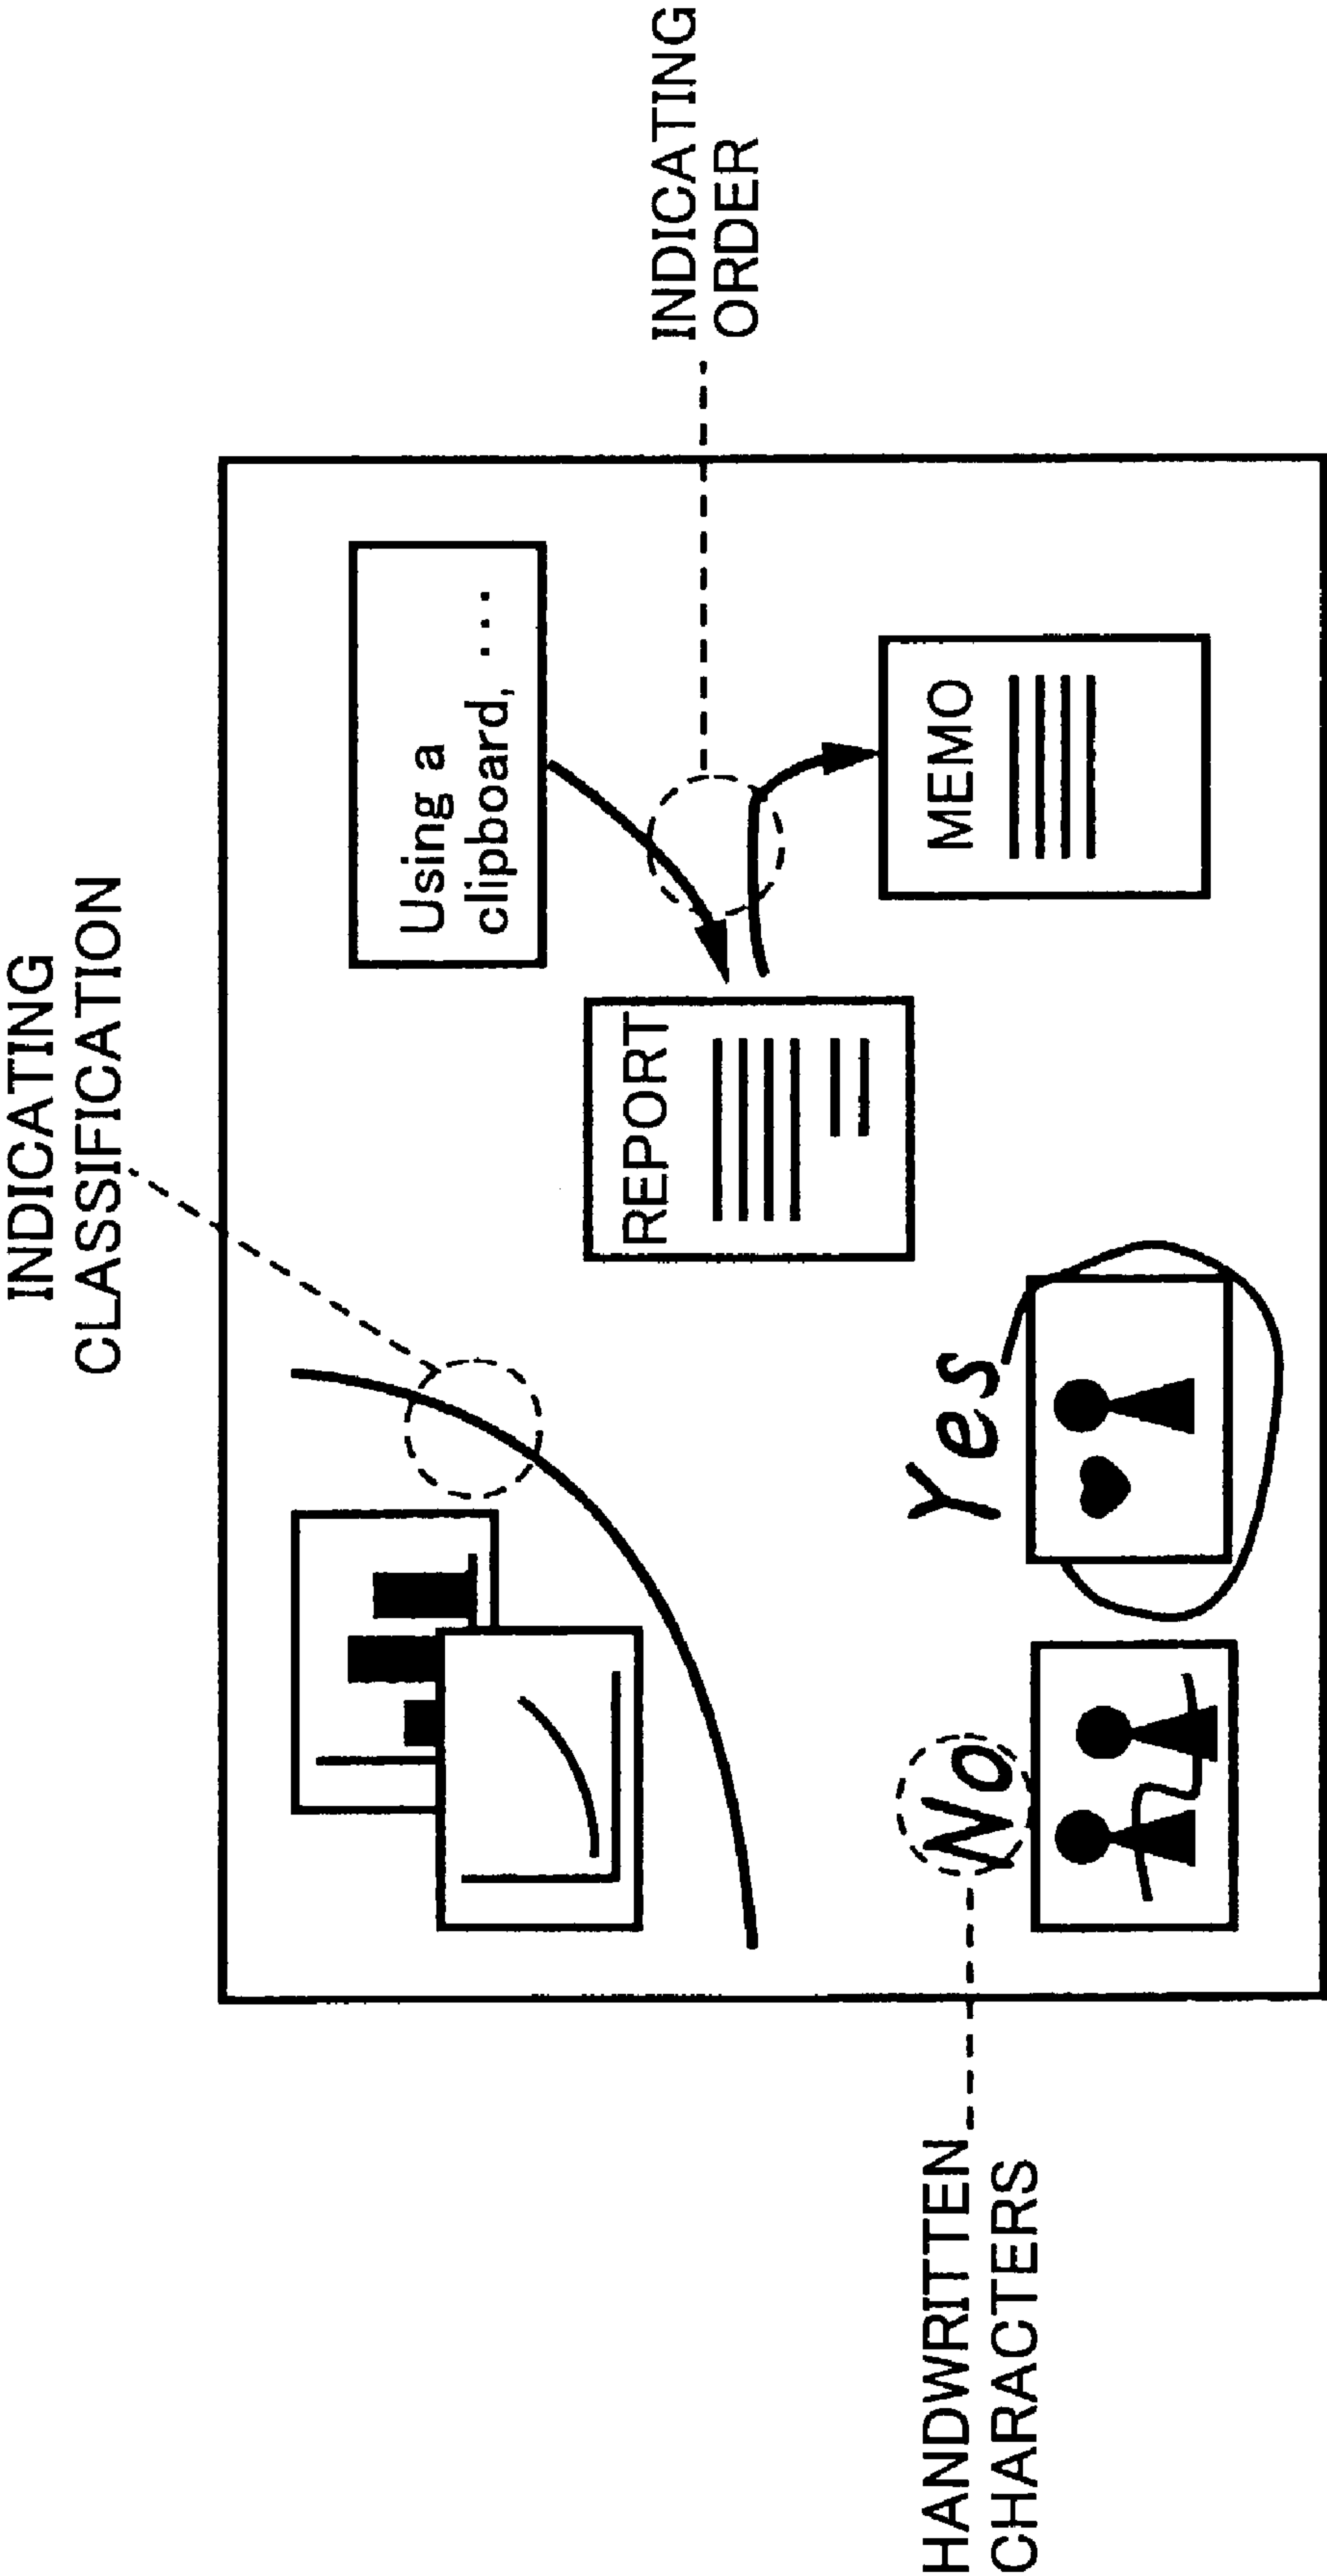 INDICATING
CLASSIFICATION
Using a
clipboard, ...
INDICATING
ORDER
REPORT
MEMO
HANDWRITTEN
CHARACTERS
No
Yes